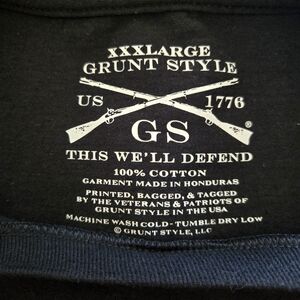 XXXLARGE
GRUNT STYLE
US 1776
GS ®
THIS WE'LL DEFEND
100% COTTON
GARMENT MADE IN HONDURAS
PRINTED, BAGGED, & TAGGED
BY THE VETERANS & PATRIOTS OF
GRUNT STYLE IN THE USA
MACHINE WASH COLD - TUMBLE DRY LOW
© GRUNT STYLE, LLC